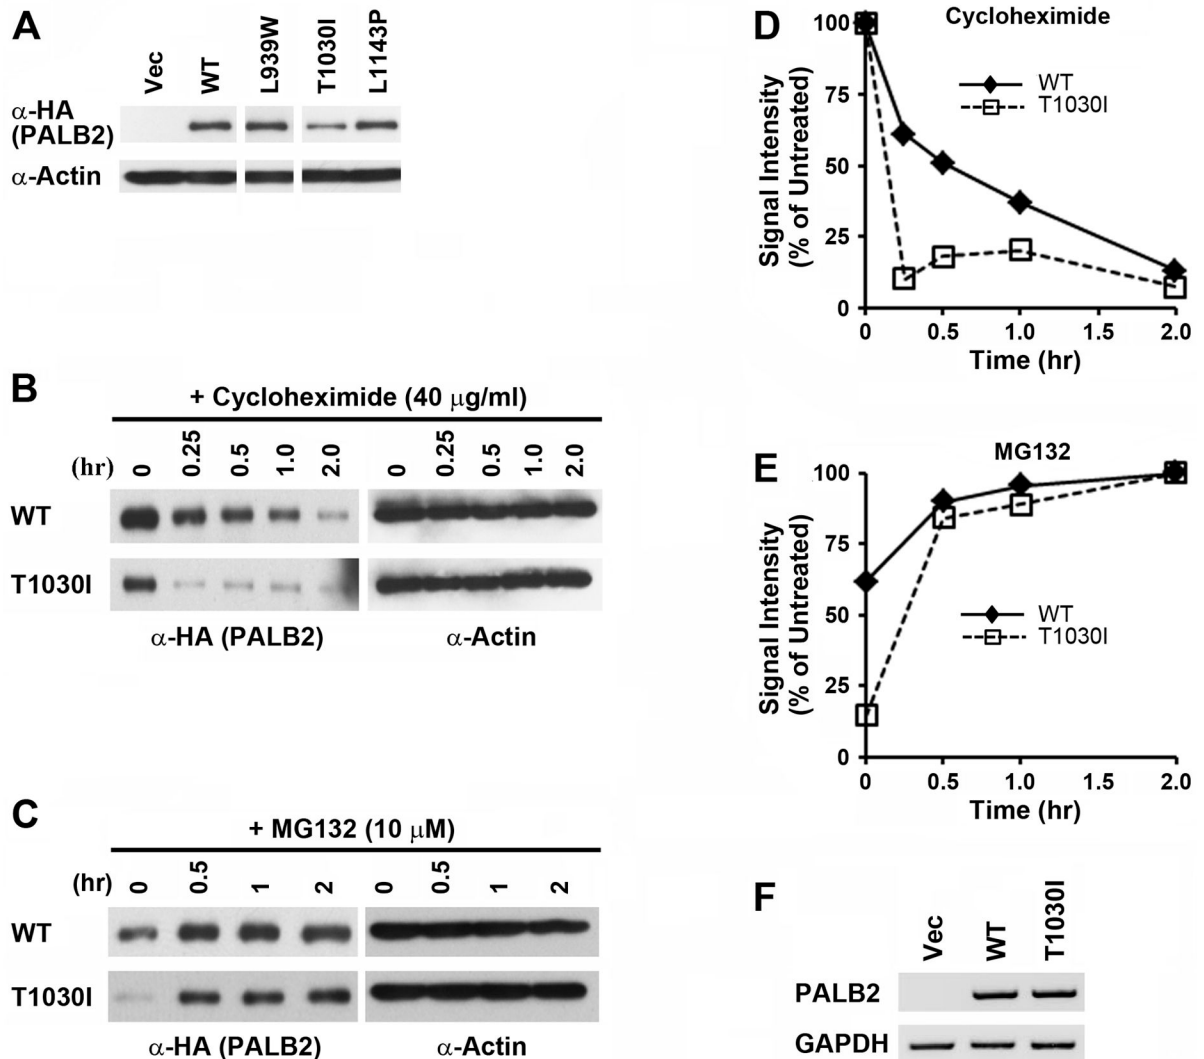 A
Vec
WT
L939W
T1030I
L1143P
α-HA
(PALB2)
α-Actin
B
+ Cycloheximide (40 μg/ml)
(hr) 0 0.25 0.5 1.0 2.0 0 0.25 0.5 1.0 2.0
WT
T1030I
α-HA (PALB2) α-Actin
C
+ MG132 (10 μM)
(hr) 0 0.5 1 2 0 0.5 1 2
WT
T1030I
α-HA (PALB2) α-Actin
D
Cycloheximide
WT
T1030I
Signal Intensity
(% of Untreated)
100
75
50
25
0
0 0.5 1.0 1.5 2.0
Time (hr)
E
MG132
WT
T1030I
Signal Intensity
(% of Untreated)
100
75
50
25
0
0 0.5 1.0 1.5 2.0
Time (hr)
F
Vec
WT
T1030I
PALB2
GAPDH